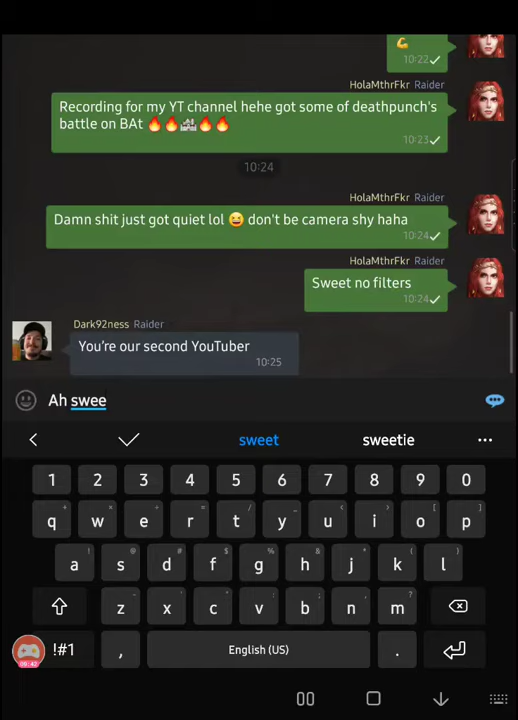 💪
10:22✓
HolaMthrFkr Raider
Recording for my YT channel hehe got some of deathpunch's
battle on BAt 🔥🔥🏰🔥🔥
10:23✓
10:24
HolaMthrFkr Raider
Damn shit just got quiet lol 😆 don't be camera shy haha
10:24✓
HolaMthrFkr Raider
Sweet no filters
10:24✓
Dark92ness Raider
You're our second YouTuber
10:25
Ah swee
sweet sweetie
1 2 3 4 5 6 7 8 9 0
q w e r t y u i o p
a s d f g h j k l
z x c v b n m
!#1 , English (US) .